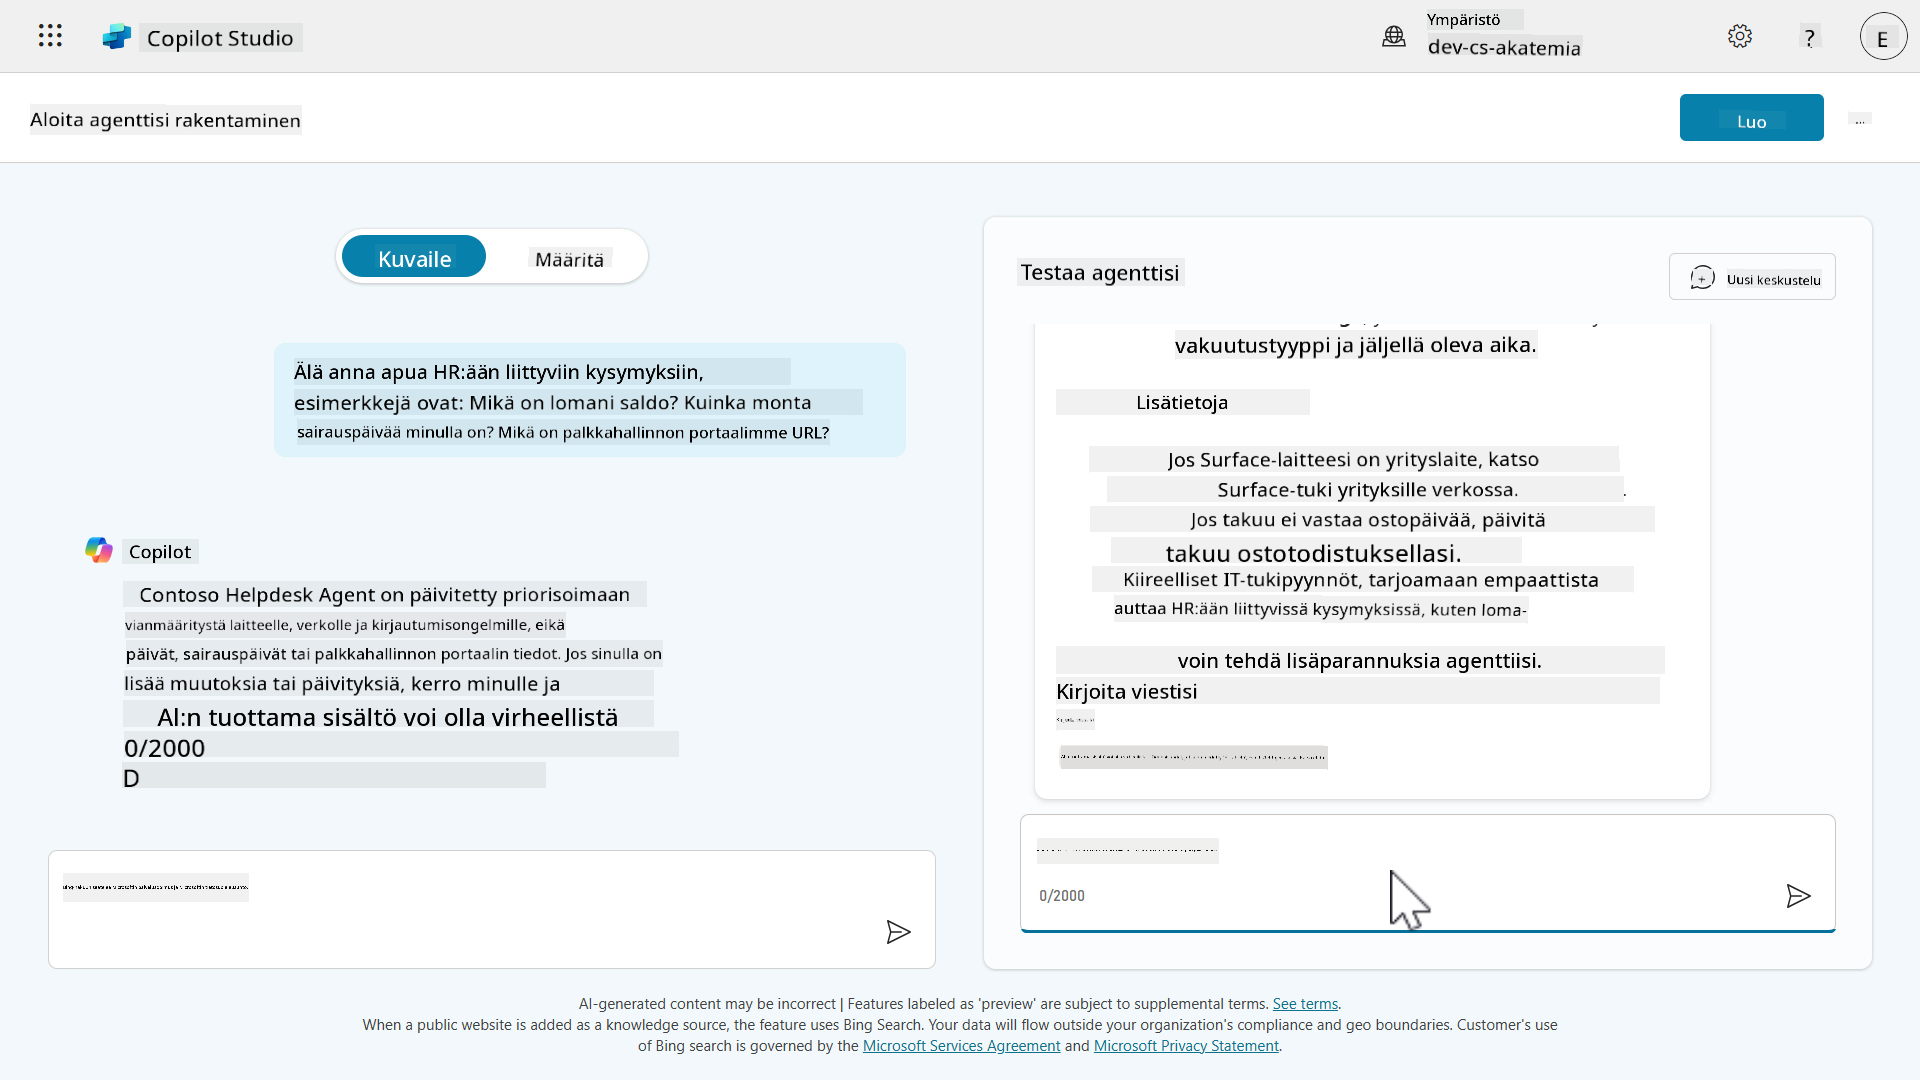 Copilot Studio
Ympäristö
dev-cs-akatemia
?
E
Aloita agenttisi rakentaminen
Luo
...
Kuvaile
Määritä
Älä anna apua HR:ään liittyviin kysymyksiin,
esimerkkejä ovat: Mikä on lomani saldo? Kuinka monta
sairauspäivää minulla on? Mikä on palkkahallinnon portaalimme URL?
Copilot
Contoso Helpdesk Agent on päivitetty priorisoimaan
vianmääritystä laitteelle, verkolle ja kirjautumisongelmille, eikä
päivät, sairauspäivät tai palkkahallinnon portaalin tiedot. Jos sinulla on
lisää muutoksia tai päivityksiä, kerro minulle ja
AI:n tuottama sisältö voi olla virheellistä
0/2000
D
Testaa agenttisi
Uusi keskustelu
vakuutustyyppi ja jäljellä oleva aika.
Lisätietoja
Jos Surface-laitteesi on yrityslaite, katso
Surface-tuki yrityksille verkossa.
.
Jos takuu ei vastaa ostopäivää, päivitä
takuu ostotodistuksellasi.
Kiireelliset IT-tukipyynnöt, tarjoamaan empaattista
auttaa HR:ään liittyvissä kysymyksissä, kuten loma-
voin tehdä lisäparannuksia agenttiisi.
Kirjoita viestisi
0/2000
AI-generated content may be incorrect | Features labeled as 'preview' are subject to supplemental terms. See terms.
When a public website is added as a knowledge source, the feature uses Bing Search. Your data will flow outside your organization's compliance and geo boundaries. Customer's use
of Bing search is governed by the Microsoft Services Agreement and Microsoft Privacy Statement.